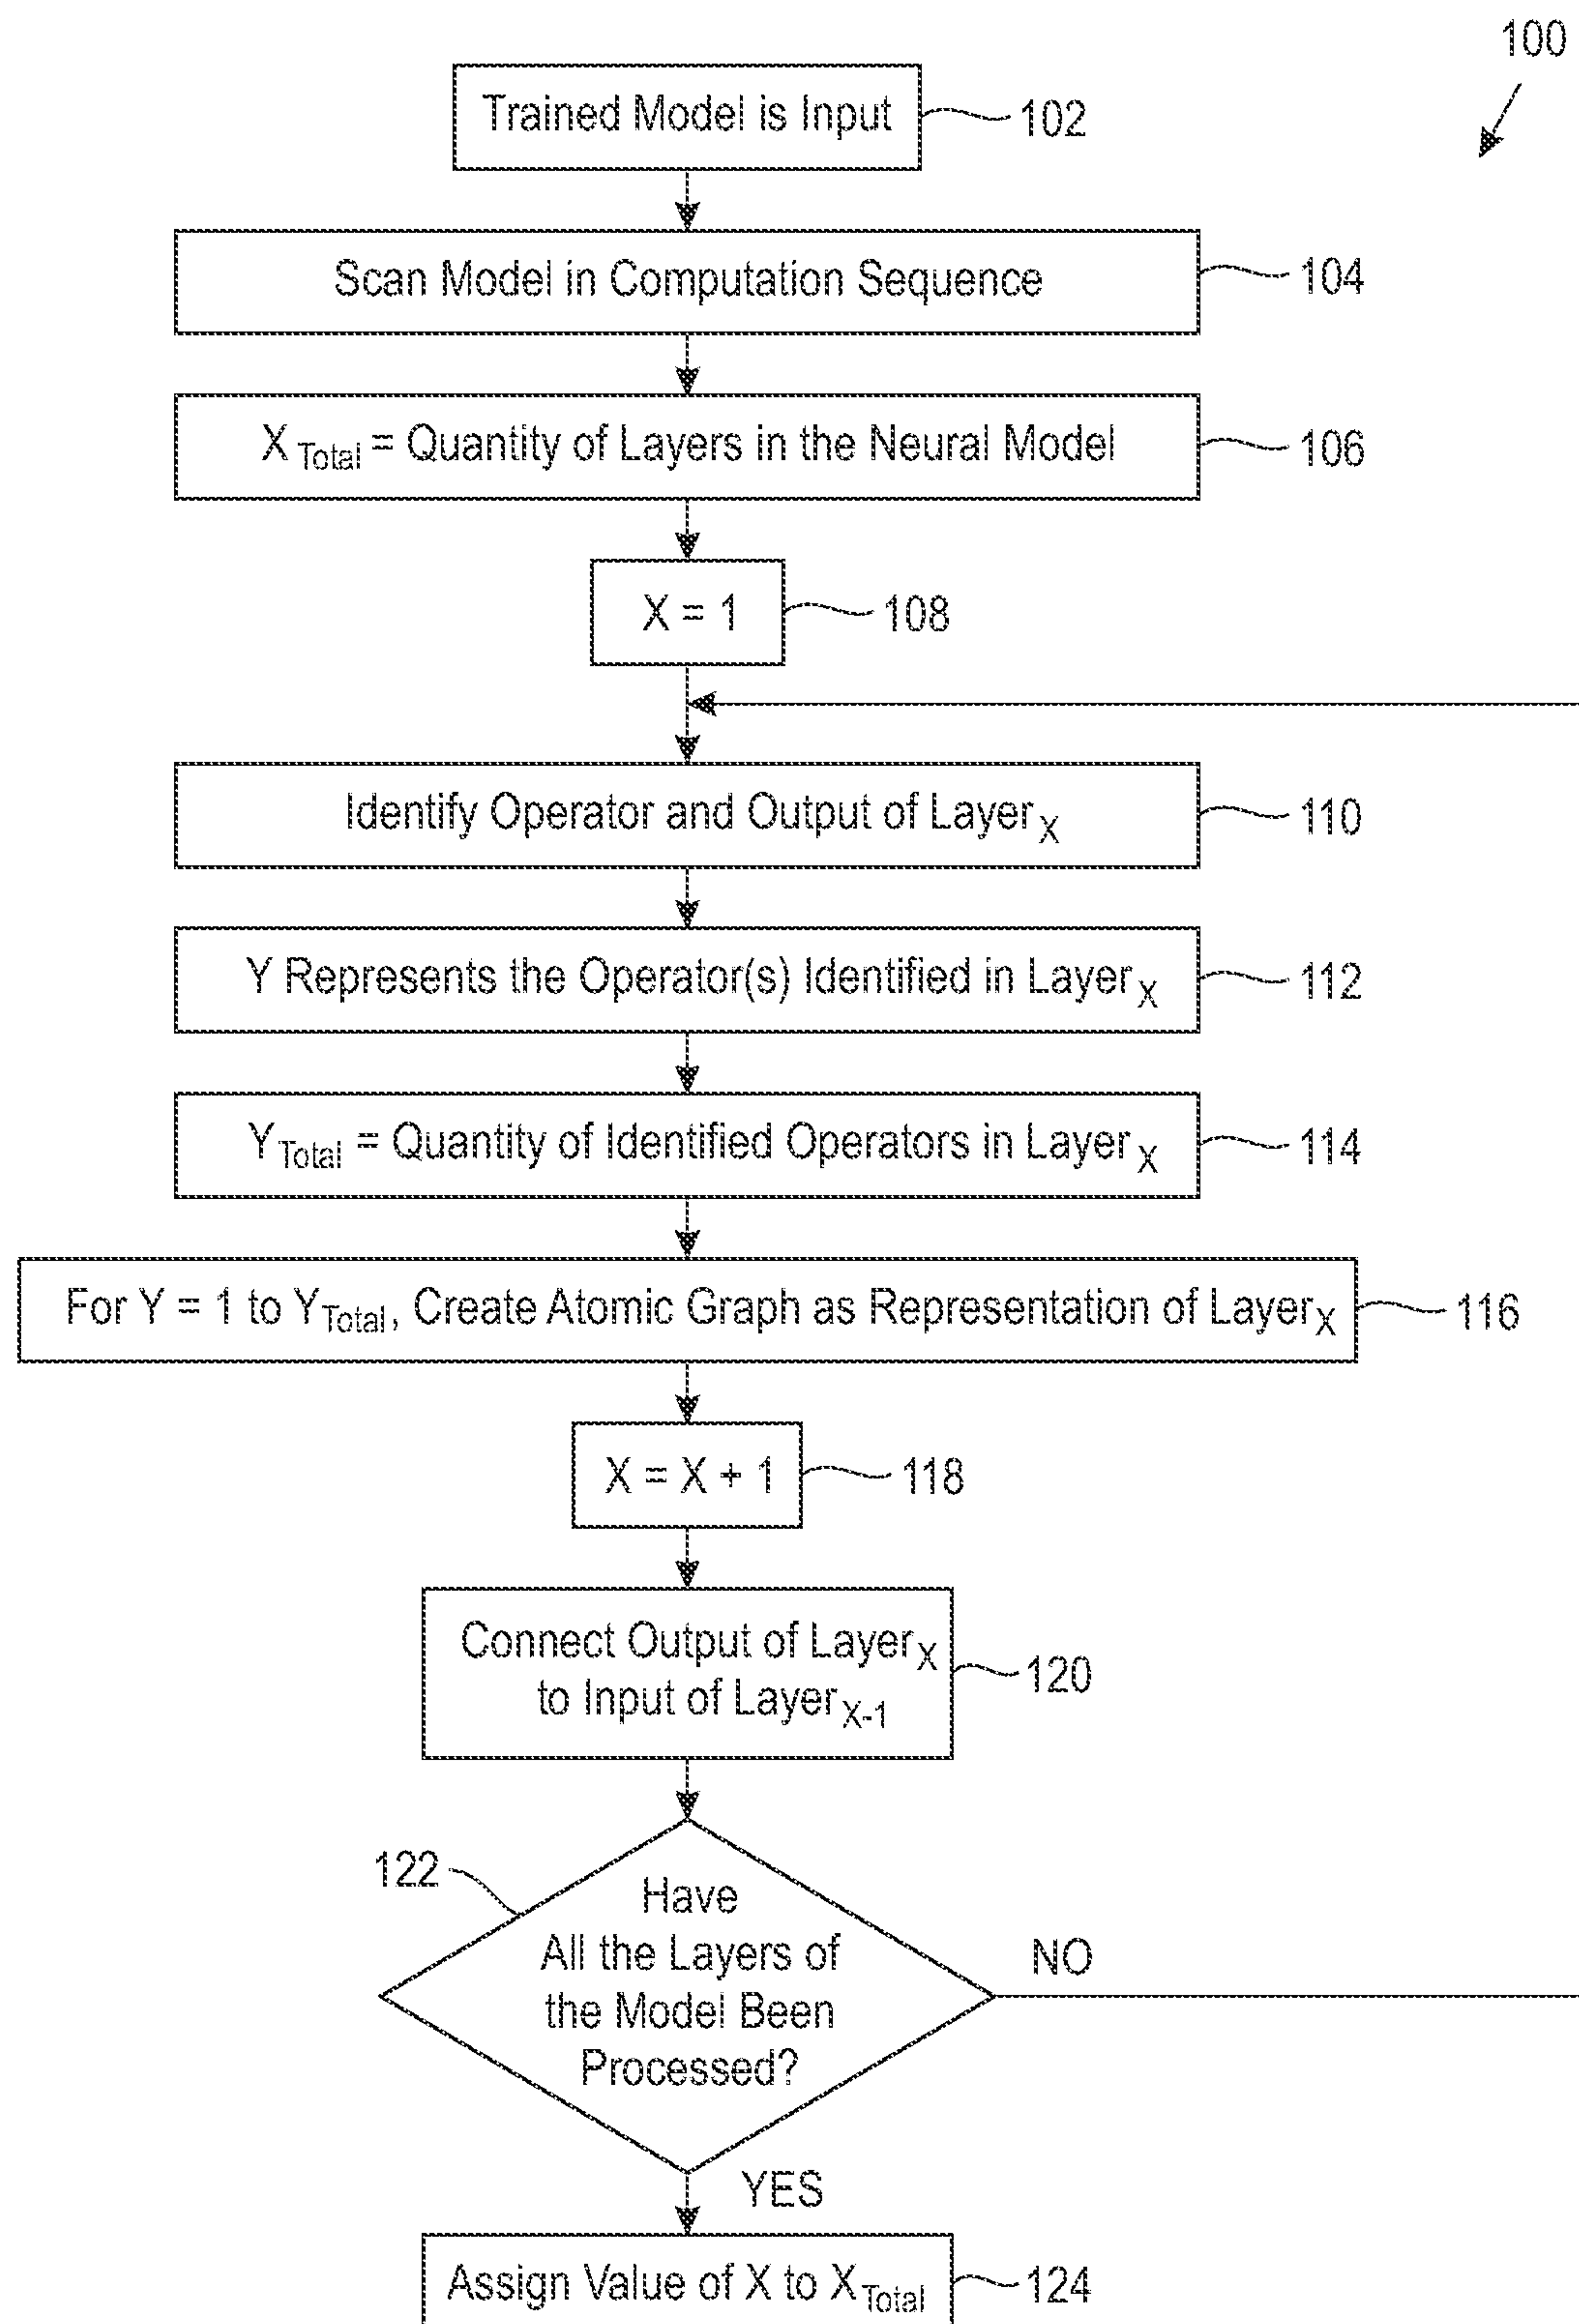 100
Trained Model is Input
102
Scan Model in Computation Sequence
104
X Total = Quantity of Layers in the Neural Model
106
X = 1
108
Identify Operator and Output of Layer X
110
Y Represents the Operator(s) Identified in Layer X
112
Y Total = Quantity of Identified Operators in Layer X
114
For Y = 1 to Y Total, Create Atomic Graph as Representation of Layer X
116
X = X + 1
118
Connect Output of Layer X
to Input of Layer X-1
120
122
Have
All the Layers of
the Model Been
Processed?
NO
YES
Assign Value of X to X Total
124